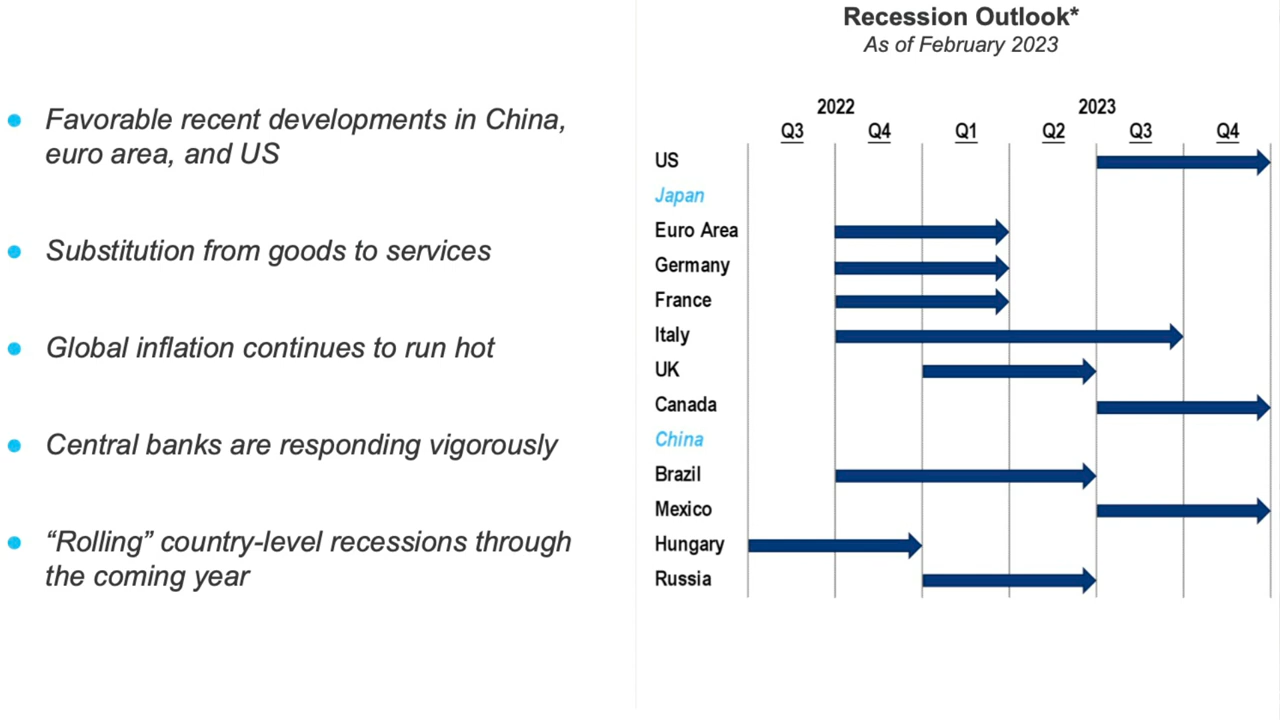 Favorable recent developments in China,
euro area, and US
Substitution from goods to services
Global inflation continues to run hot
Central banks are responding vigorously
“Rolling” country-level recessions through
the coming year
Recession Outlook*
As of February 2023
2022 2023
Q3 Q4 Q1 Q2 Q3 Q4
US
Japan
Euro Area
Germany
France
Italy
UK
Canada
China
Brazil
Mexico
Hungary
Russia